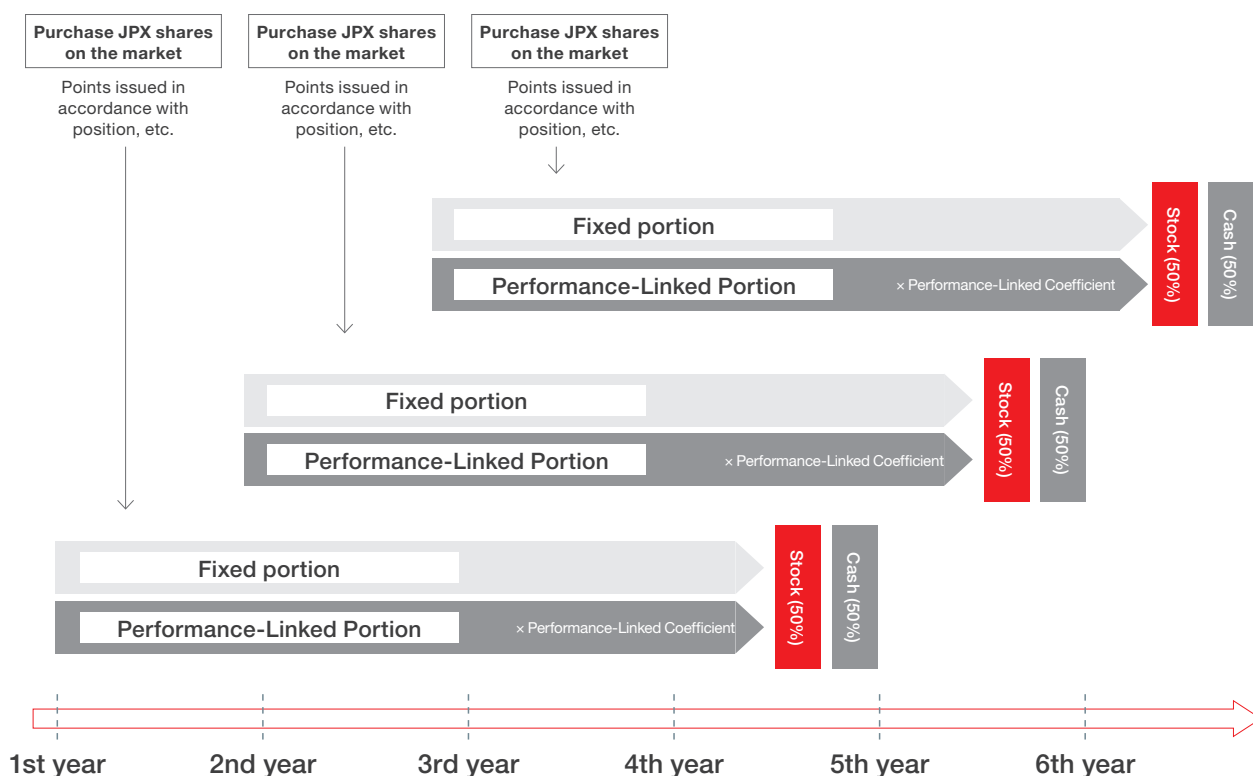 Purchase JPX shares
on the market
Points issued in
accordance with
position, etc.
Purchase JPX shares
on the market
Points issued in
accordance with
position, etc.
Purchase JPX shares
on the market
Points issued in
accordance with
position, etc.
Fixed portion
Performance-Linked Portion
× Performance-Linked Coefficient
Stock (50%)
Cash (50%)
Fixed portion
Performance-Linked Portion
× Performance-Linked Coefficient
Stock (50%)
Cash (50%)
Fixed portion
Performance-Linked Portion
× Performance-Linked Coefficient
Stock (50%)
Cash (50%)
1st year
2nd year
3rd year
4th year
5th year
6th year